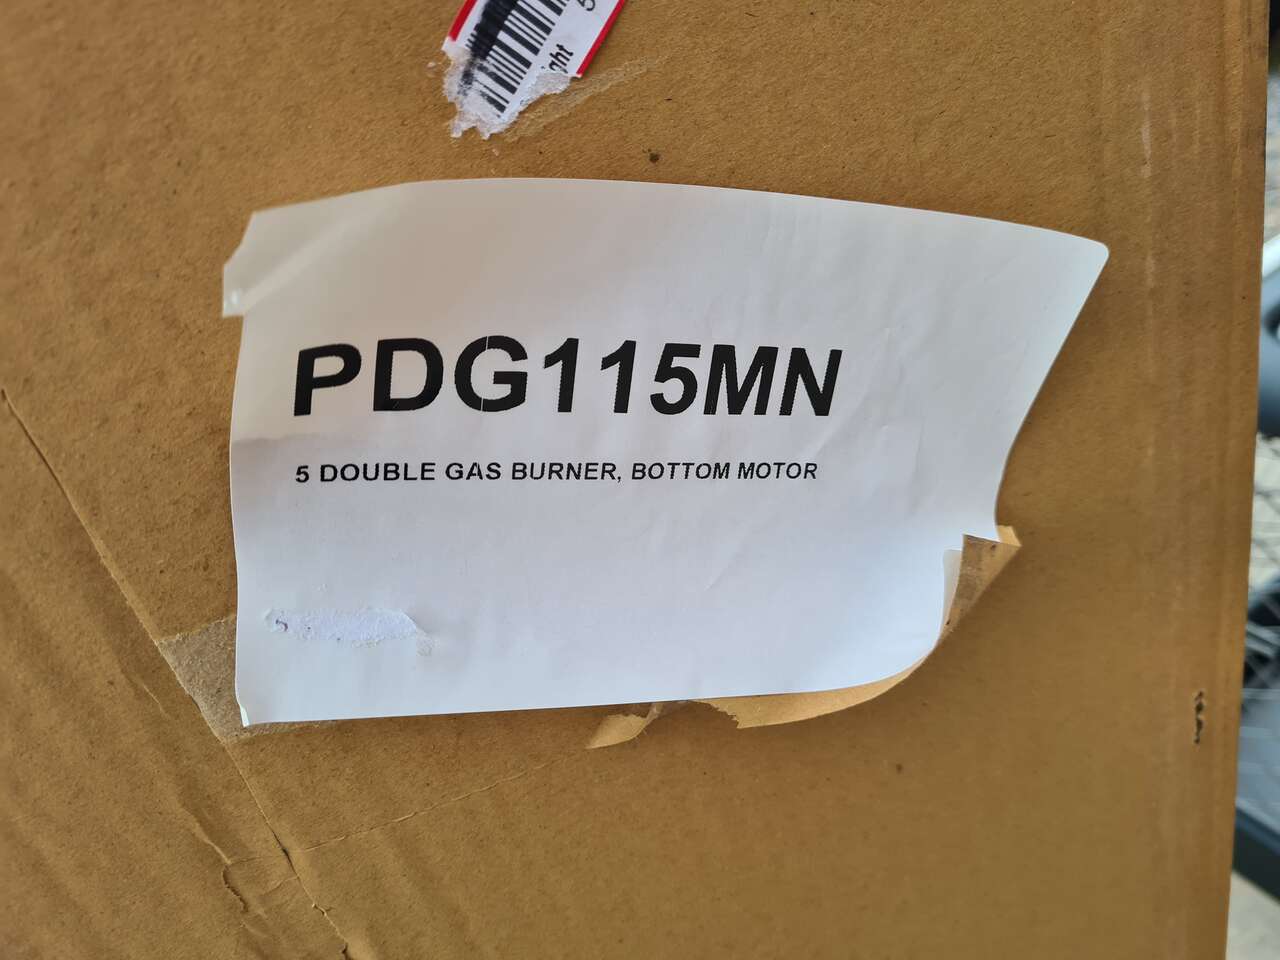 PDG115MN
5 DOUBLE GAS BURNER, BOTTOM MOTOR